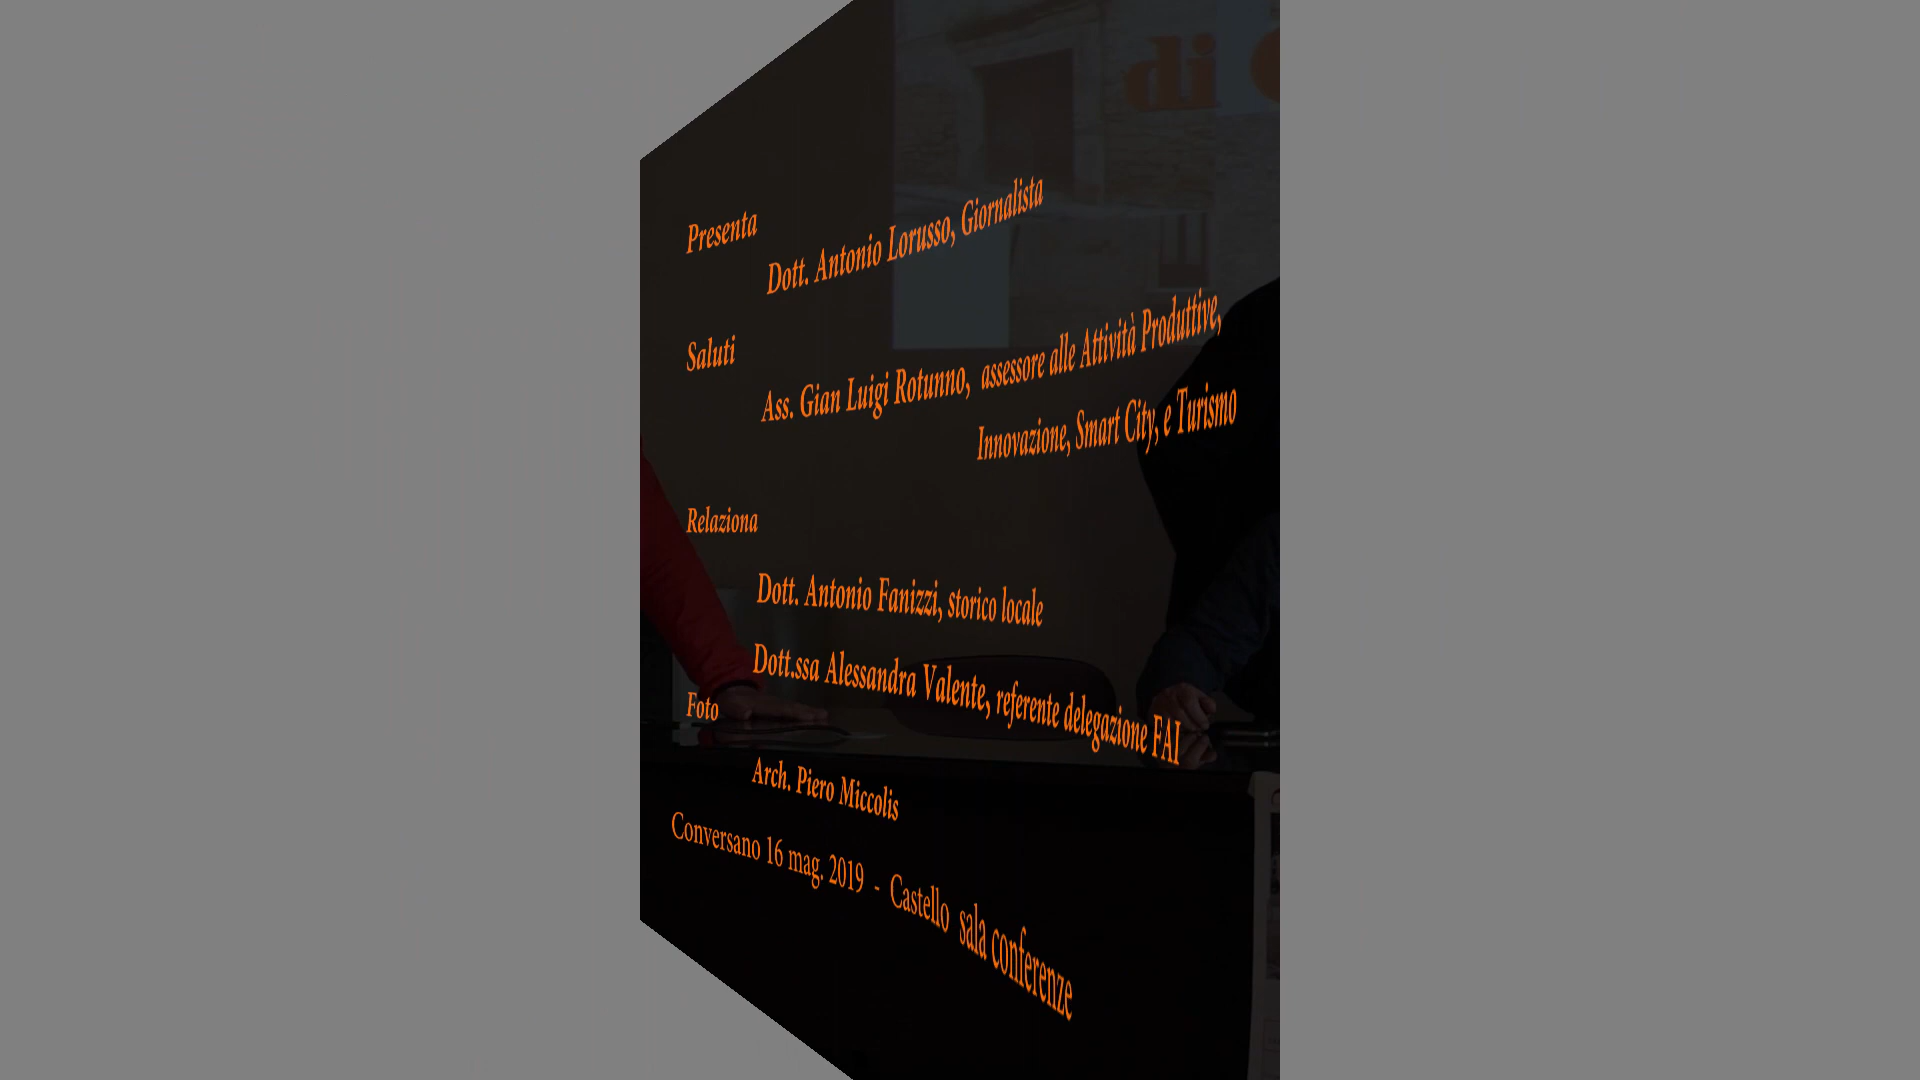 di
Presenta
Dott. Antonio Lorusso, Giornalista
Saluti
Ass. Gian Luigi Rotunno, assessore alle Attività Produttive,
Innovazione, Smart City, e Turismo
Relaziona
Dott. Antonio Fanizzi, storico locale
Dott.ssa Alessandra Valente, referente delegazione FAI
Foto
Arch. Piero Miccolis
Conversano 16 mag. 2019 - Castello sala conferenze